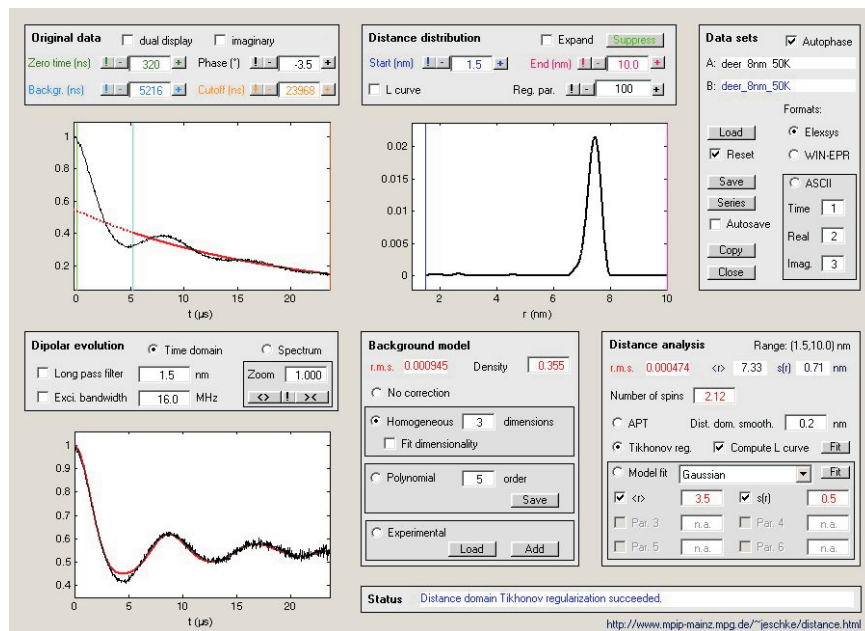 Original data
dual display
imaginary
Zero time (ns) ! - 320 + Phase (°) ! - -3.5 +
Backgr. (ns) ! - 5216 + Cutoff (ns) ! - 23968 +
Distance distribution
Expand Suppress
Start (nm) ! - 1.5 + End (nm) ! - 10.0 +
L curve Reg. par. ! - 100 +
Data sets Autophase
A: deer 8nm 50K
B: deer_8nm_50K
Formats:
Load Elexsys
Reset WIN-EPR
Save ASCII
Series Time 1
Autosave Real 2
Copy Imag. 3
Close
1
0.8
0.6
0.4
0.2
0 5 10 15 20
t (µs)
0.02
0.015
0.01
0.005
0
2 4 6 8 10
r (nm)
Dipolar evolution Time domain Spectrum
Long pass filter 1.5 nm Zoom 1.000
Exci. bandwidth 16.0 MHz <> ! ><
1
0.9
0.8
0.7
0.6
0.5
0.4
0 5 10 15 20
t (µs)
Background model
r.m.s. 0.000945 Density 0.355
No correction
Homogeneous 3 dimensions
Fit dimensionality
Polynomial 5 order
Save
Experimental
Load Add
Distance analysis Range: (1.5,10.0) nm
r.m.s. 0.000474 <r> 7.33 s(r) 0.71 nm
Number of spins 2.12
APT Dist. dom. smooth. 0.2 nm
Tikhonov reg. Compute L curve Fit
Model fit Gaussian Fit
<r> 3.5 s(r) 0.5
Par. 3 n.a. Par. 4 n.a.
Par. 5 n.a. Par. 6 n.a.
Status Distance domain Tikhonov regularization succeeded.
http://www.mpip-mainz.mpg.de/~jeschke/distance.html